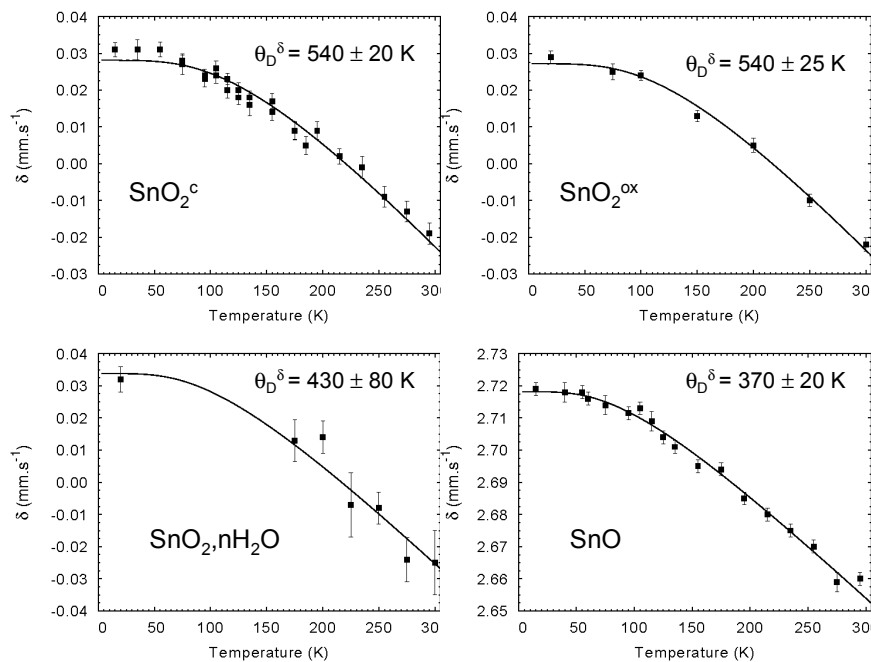 0.04
0.03
0.02
0.01
0.00
-0.01
-0.02
-0.03
δ (mm.s⁻¹)
θ_D^δ = 540 ± 20 K
SnO₂ᶜ
0 50 100 150 200 250 30
Temperature (K)
0.04
0.03
0.02
0.01
0.00
-0.01
-0.02
-0.03
δ (mm.s⁻¹)
θ_D^δ = 540 ± 25 K
SnO₂ᵒˣ
0 50 100 150 200 250 300
Temperature (K)
0.04
0.03
0.02
0.01
0.00
-0.01
-0.02
-0.03
-0.04
δ (mm.s⁻¹)
θ_D^δ = 430 ± 80 K
SnO₂,nH₂O
0 50 100 150 200 250 300
Temperature (K)
2.73
2.72
2.71
2.70
2.69
2.68
2.67
2.66
2.65
δ (mm.s⁻¹)
θ_D^δ = 370 ± 20 K
SnO
0 50 100 150 200 250 300
Temperature (K)